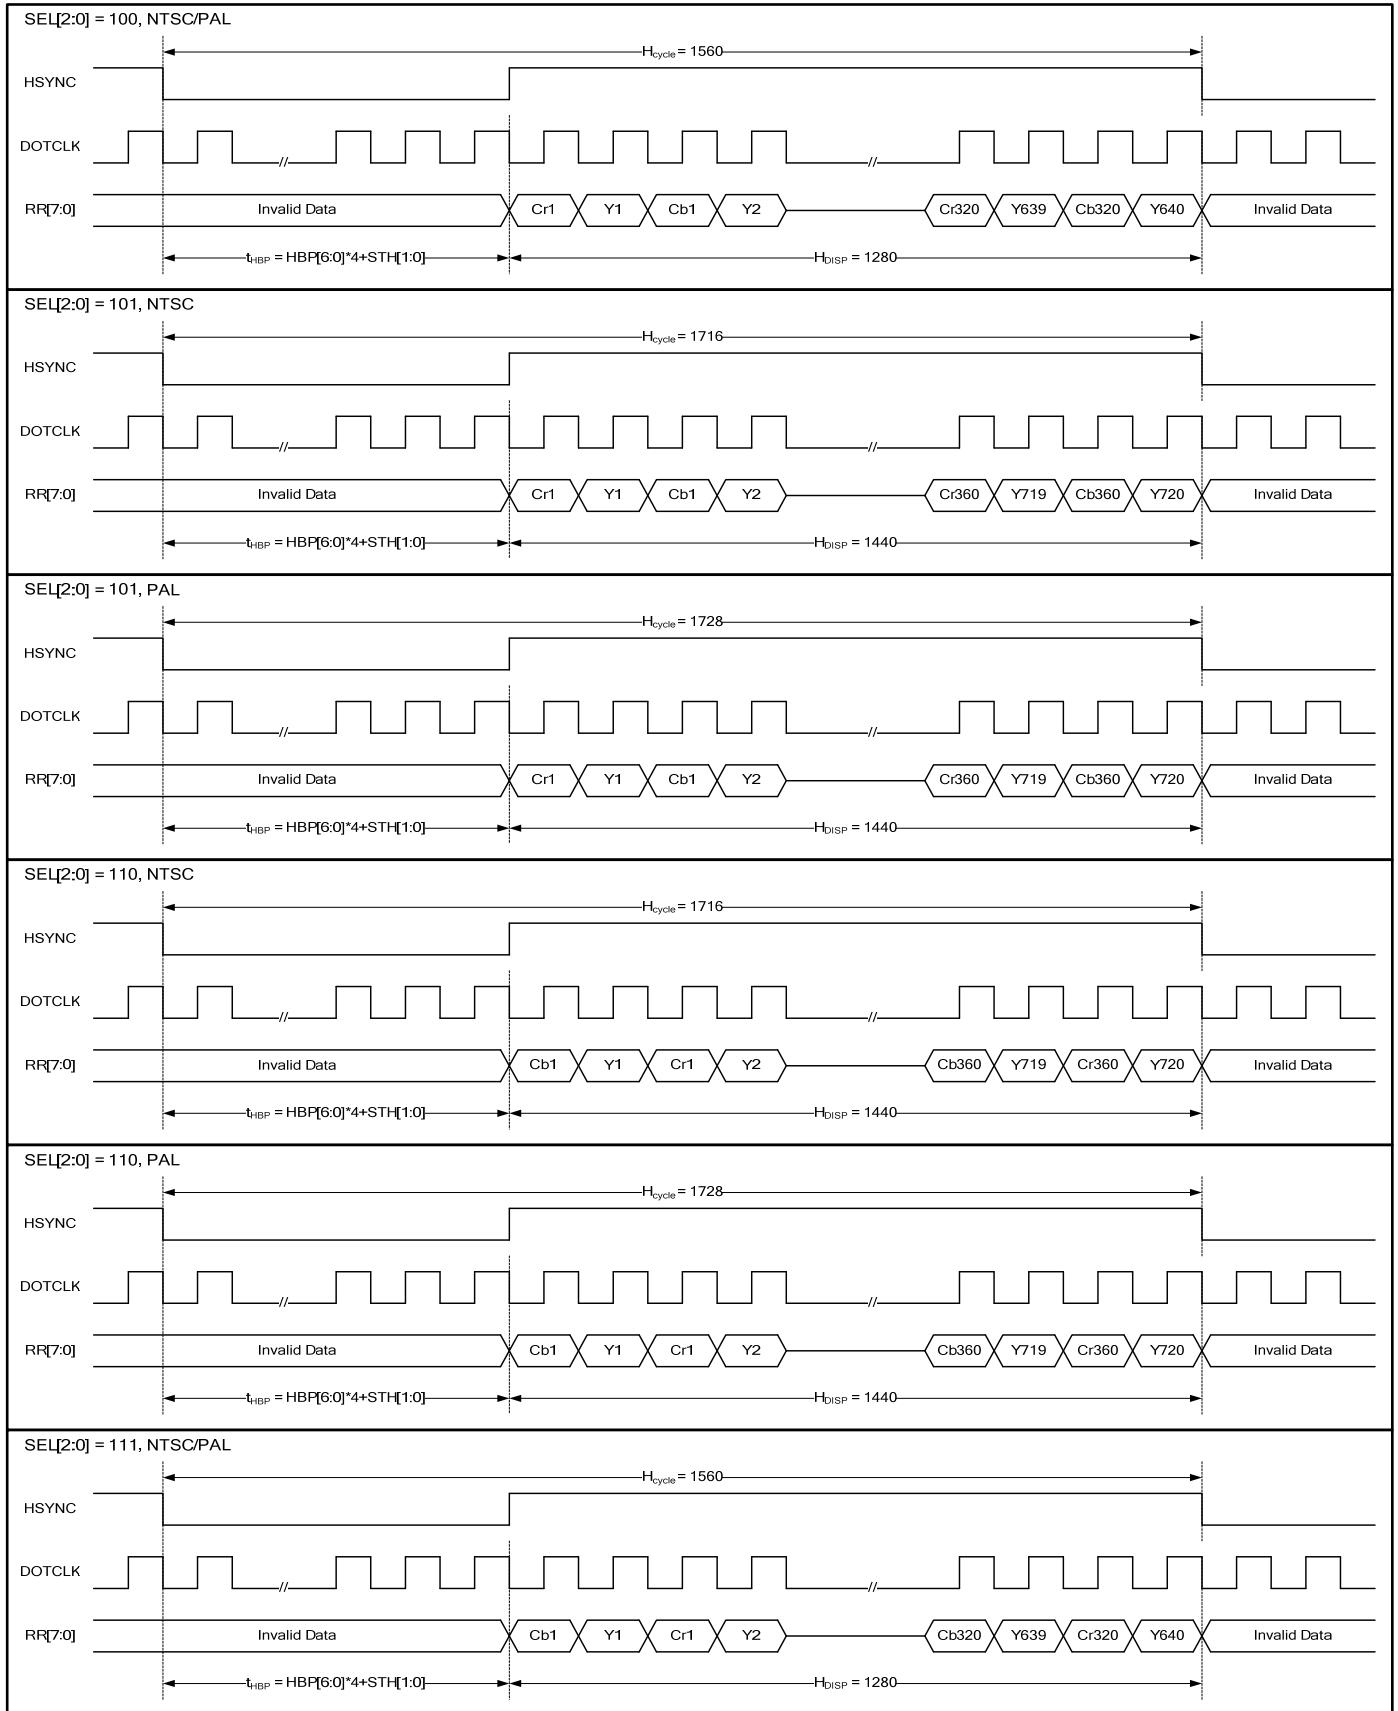 SEL[2:0] = 100, NTSC/PAL
Hcycle = 1560
HSYNC
DOTCLK // //
RR[7:0] Invalid Data Cr1 Y1 Cb1 Y2 Cr320 Y639 Cb320 Y640 Invalid Data
tHBP = HBP[6:0]*4+STH[1:0] HDISP = 1280
SEL[2:0] = 101, NTSC
Hcycle = 1716
HSYNC
DOTCLK // //
RR[7:0] Invalid Data Cr1 Y1 Cb1 Y2 Cr360 Y719 Cb360 Y720 Invalid Data
tHBP = HBP[6:0]*4+STH[1:0] HDISP = 1440
SEL[2:0] = 101, PAL
Hcycle = 1728
HSYNC
DOTCLK // //
RR[7:0] Invalid Data Cr1 Y1 Cb1 Y2 Cr360 Y719 Cb360 Y720 Invalid Data
tHBP = HBP[6:0]*4+STH[1:0] HDISP = 1440
SEL[2:0] = 110, NTSC
Hcycle = 1716
HSYNC
DOTCLK // //
RR[7:0] Invalid Data Cb1 Y1 Cr1 Y2 Cb360 Y719 Cr360 Y720 Invalid Data
tHBP = HBP[6:0]*4+STH[1:0] HDISP = 1440
SEL[2:0] = 110, PAL
Hcycle = 1728
HSYNC
DOTCLK // //
RR[7:0] Invalid Data Cb1 Y1 Cr1 Y2 Cb360 Y719 Cr360 Y720 Invalid Data
tHBP = HBP[6:0]*4+STH[1:0] HDISP = 1440
SEL[2:0] = 111, NTSC/PAL
Hcycle = 1560
HSYNC
DOTCLK // //
RR[7:0] Invalid Data Cb1 Y1 Cr1 Y2 Cb320 Y639 Cr320 Y640 Invalid Data
tHBP = HBP[6:0]*4+STH[1:0] HDISP = 1280